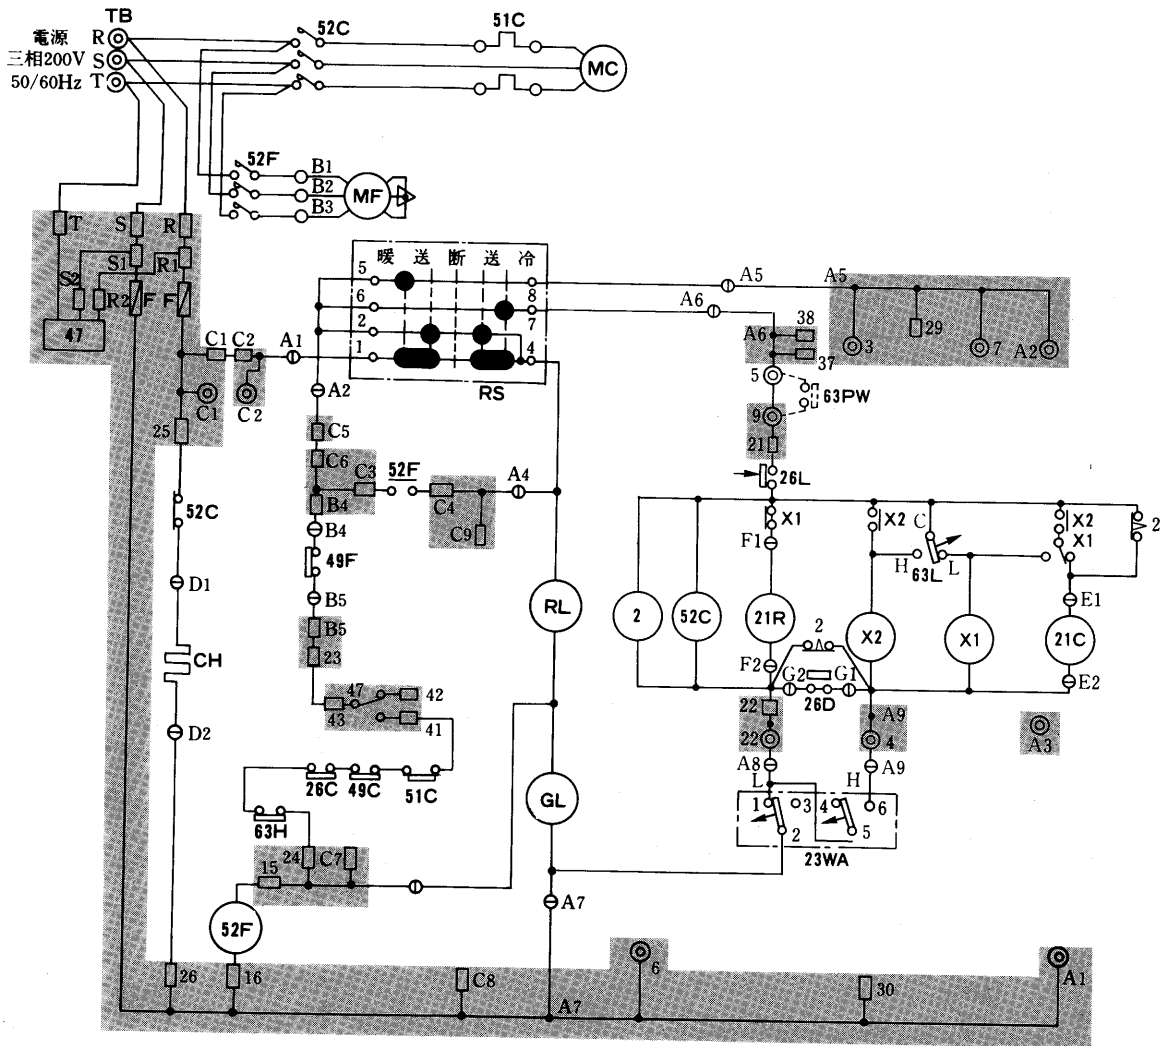 TB
電源 R
三相200V S
50/60Hz T
52C
51C
MC
52F
B1
B2
B3
MF
T
S
R
S1
R1
S2
R2
F
F
47
暖 送 断 送 冷
5
6
2
1
8
7
4
RS
A5
A5
A6
A6
38
37
3
29
7
A2
C1
C2
A1
C1
C2
A2
25
5
63PW
9
21
26L
C5
C6
C3
52F
C4
A4
C9
B4
B4
49F
B5
B5
23
52C
D1
CH
D2
X1
F1
X2
C
H
63L
L
X2
X1
2
E1
RL
2
52C
21R
X2
X1
21C
2
F2
G2
G1
26D
E2
22
22
A9
4
A3
A8
A9
L
H
47
42
43
41
26C
49C
51C
63H
GL
1
3
4
6
2
5
23WA
24
C7
15
52F
A7
26
16
C8
A7
6
30
A1